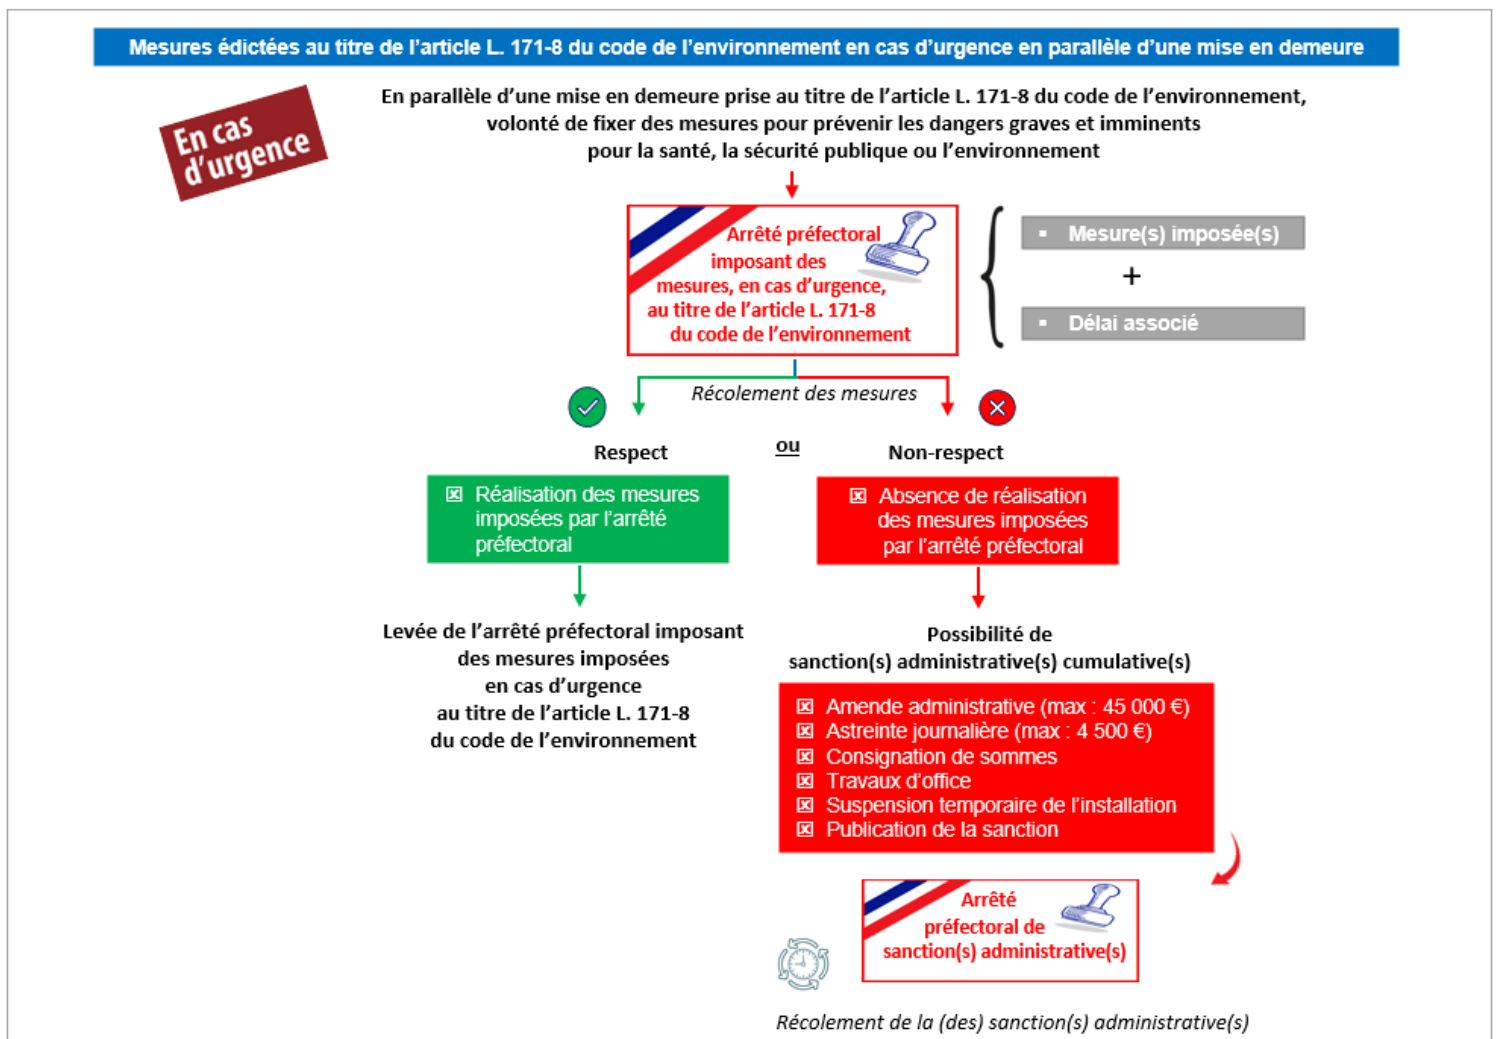 Mesures édictées au titre de l’article L. 171-8 du code de l’environnement en cas d’urgence en parallèle d’une mise en demeure
En cas
d’urgence
En parallèle d’une mise en demeure prise au titre de l’article L. 171-8 du code de l’environnement,
volonté de fixer des mesures pour prévenir les dangers graves et imminents
pour la santé, la sécurité publique ou l’environnement
Arrêté préfectoral
imposant des
mesures, en cas d’urgence,
au titre de l’article L. 171-8
du code de l’environnement
▪ Mesure(s) imposée(s)
+
▪ Délai associé
Récolement des mesures
Respect
ou
Non-respect
☒ Réalisation des mesures
imposées par l’arrêté
préfectoral
☒ Absence de réalisation
des mesures imposées
par l’arrêté préfectoral
Levée de l’arrêté préfectoral imposant
des mesures imposées
en cas d’urgence
au titre de l’article L. 171-8
du code de l’environnement
Possibilité de
sanction(s) administrative(s) cumulative(s)
☒ Amende administrative (max : 45 000 €)
☒ Astreinte journalière (max : 4 500 €)
☒ Consignation de sommes
☒ Travaux d’office
☒ Suspension temporaire de l’installation
☒ Publication de la sanction
Arrêté
préfectoral de
sanction(s) administrative(s)
Récolement de la (des) sanction(s) administrative(s)